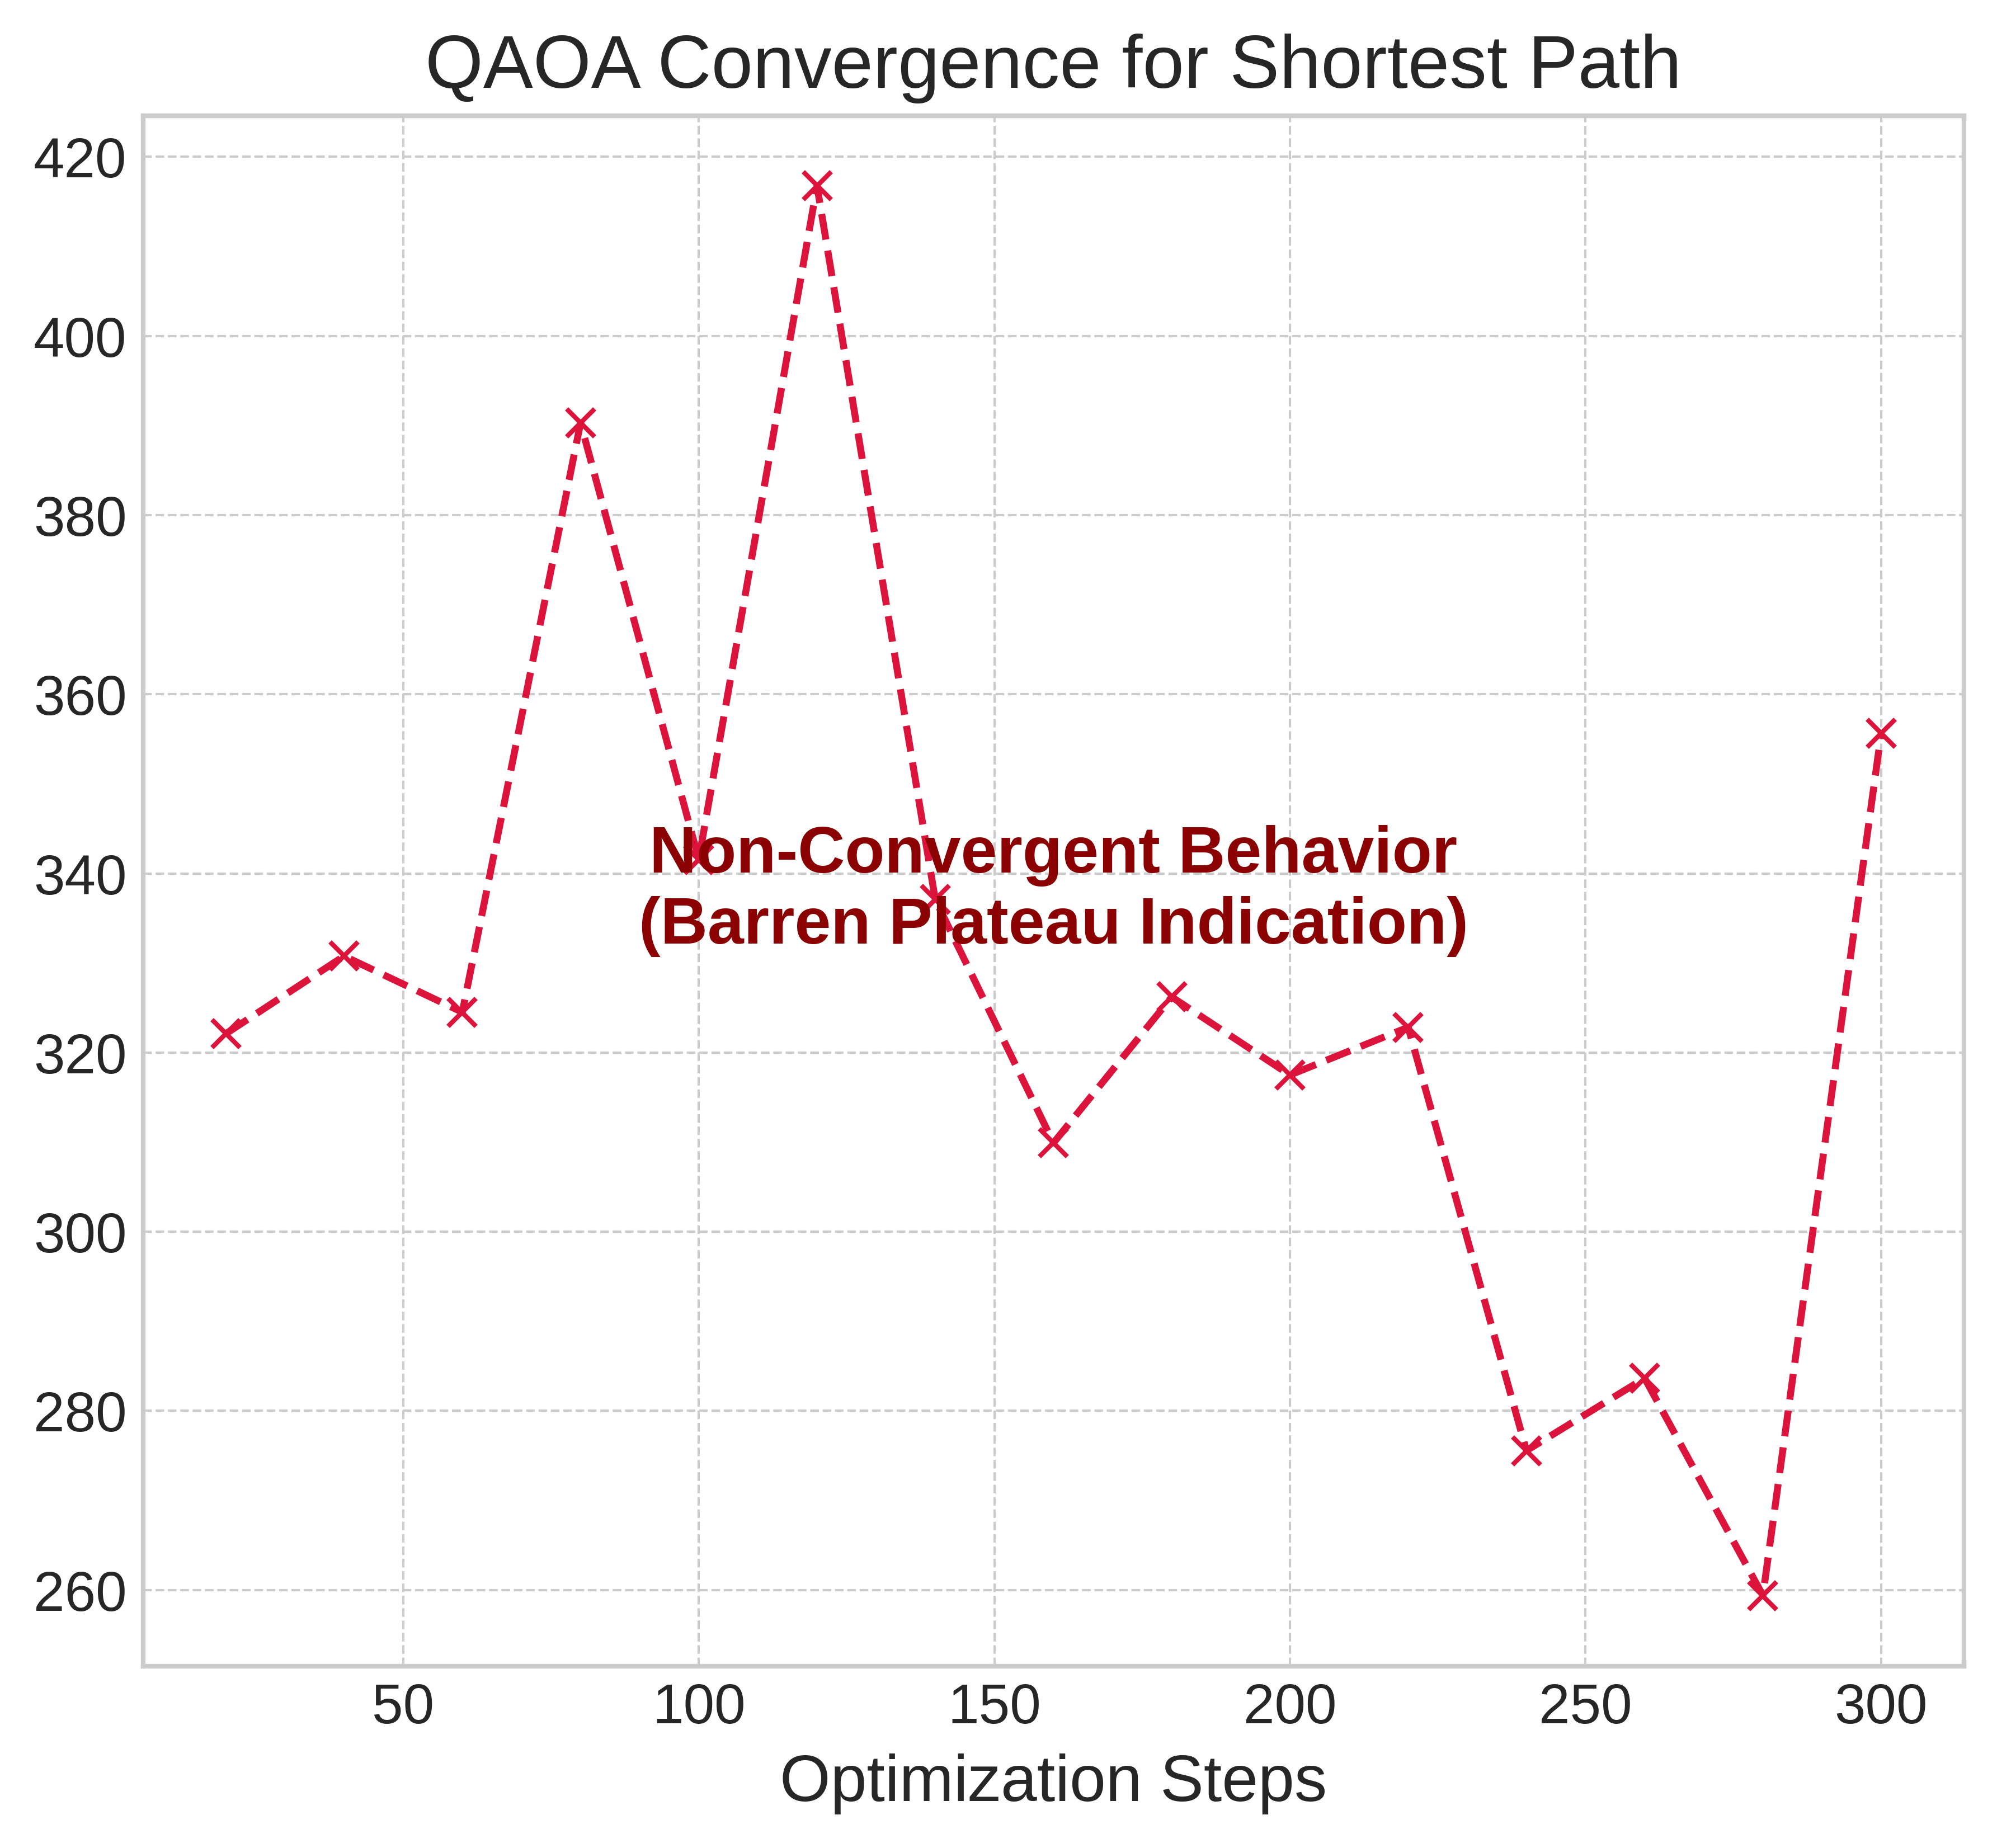 QAOA Convergence for Shortest Path
420
400
380
360
340
320
300
280
260
Non-Convergent Behavior
(Barren Plateau Indication)
50 100 150 200 250 300
Optimization Steps